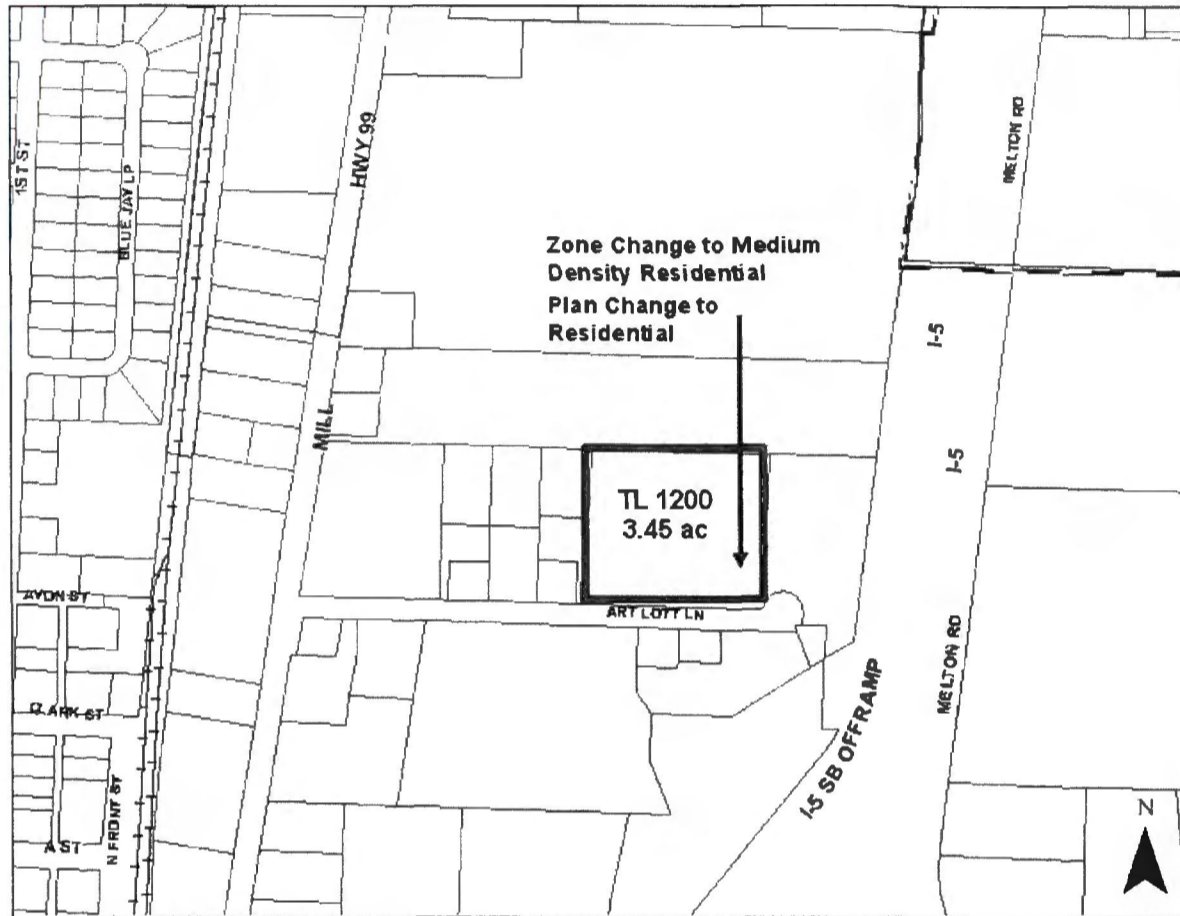 1ST ST
BLUE JAY LP
HWY 99
MELTON RD
Zone Change to Medium
Density Residential
Plan Change to
Residential
I-5
I-5
MILL
TL 1200
3.45 ac
AVON ST
ART LOTT LN
CLARK ST
MELTON RD
I-5 SB OFFRAMP
N FRONT ST
A ST
N